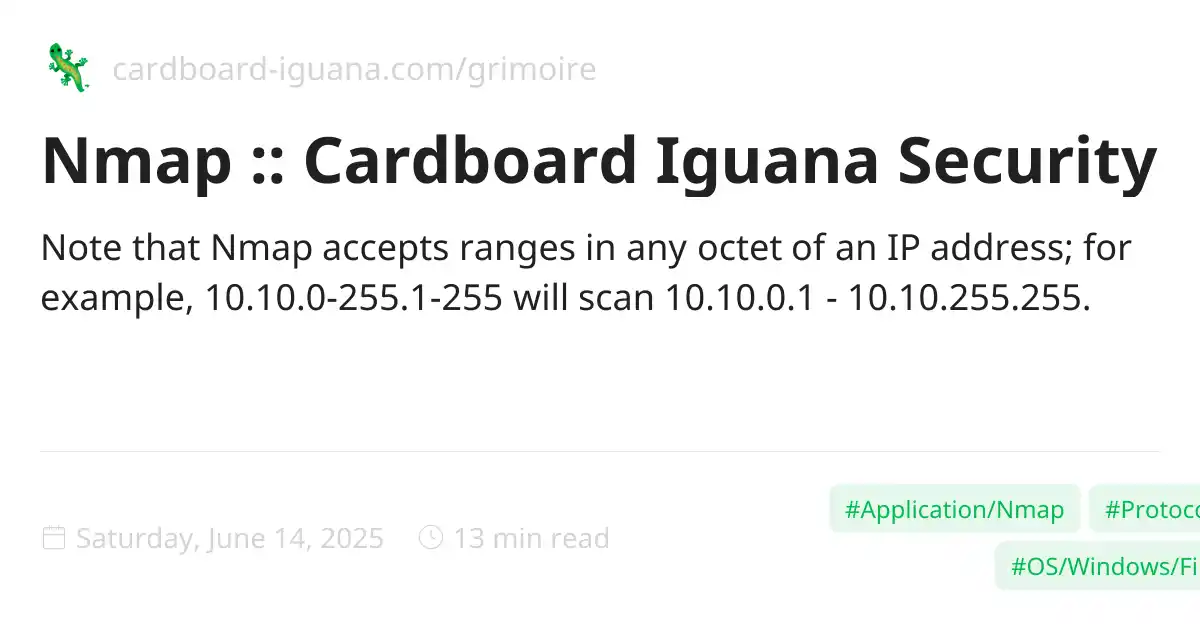 cardboard-iguana.com/grimoire
Nmap :: Cardboard Iguana Security
Note that Nmap accepts ranges in any octet of an IP address; for
example, 10.10.0-255.1-255 will scan 10.10.0.1 - 10.10.255.255.
#Application/Nmap #Protoco
#OS/Windows/Fi
Saturday, June 14, 2025 13 min read